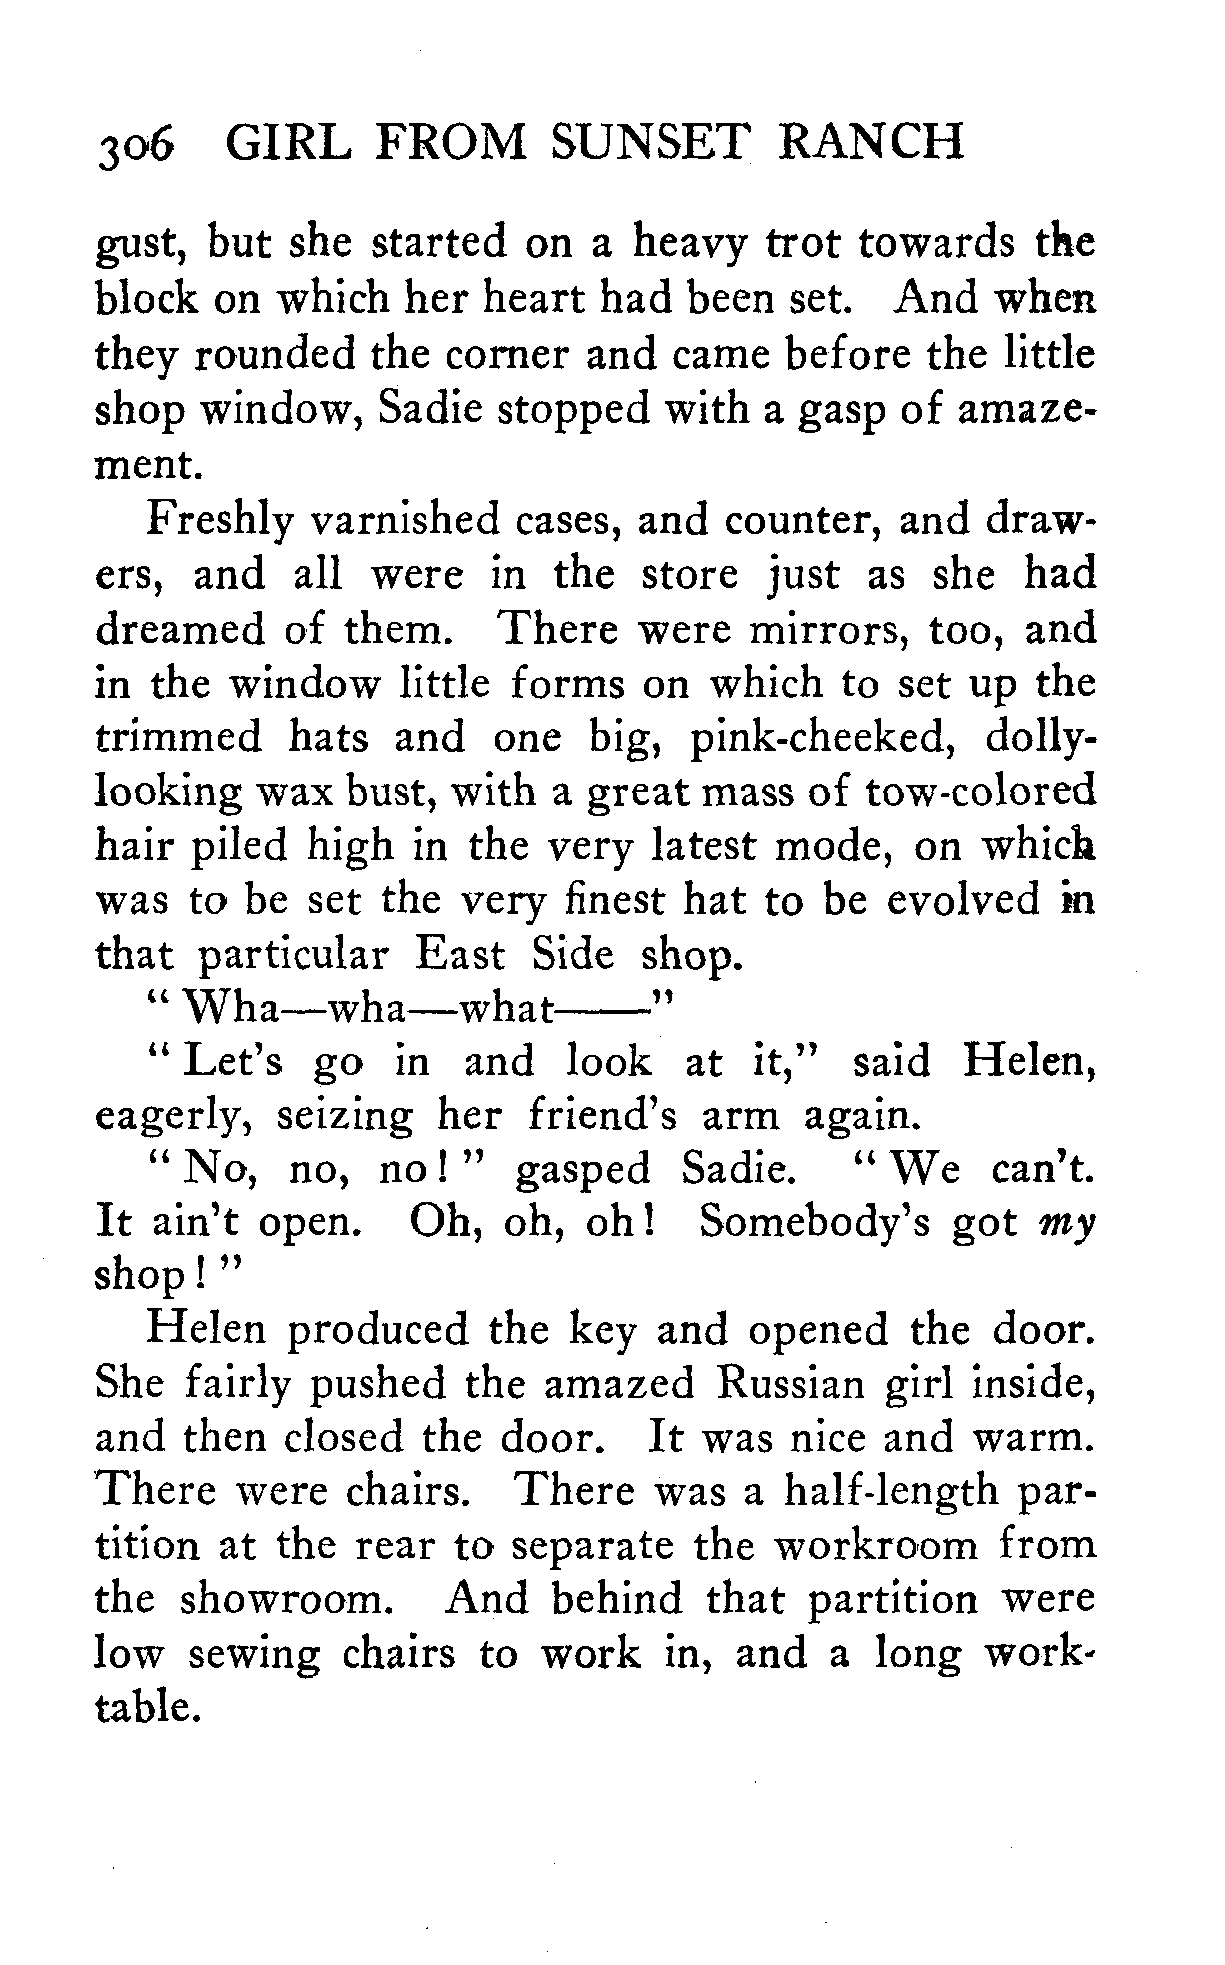 306 GIRL FROM SUNSET RANCH
gust, but she started on a heavy trot towards the
block on which her heart had been set. And when
they rounded the corner and came before the little
shop window, Sadie stopped with a gasp of amaze-
ment.
Freshly varnished cases, and counter, and draw-
ers, and all were in the store just as she had
dreamed of them. There were mirrors, too, and
in the window little forms on which to set up the
trimmed hats and one big, pink-cheeked, dolly-
looking wax bust, with a great mass of tow-colored
hair piled high in the very latest mode, on which
was to be set the very finest hat to be evolved in
that particular East Side shop.
" Wha—wha—what——"
" Let's go in and look at it," said Helen,
eagerly, seizing her friend's arm again.
" No, no, no! " gasped Sadie. " We can't.
It ain't open. Oh, oh, oh! Somebody's got my
shop! "
Helen produced the key and opened the door.
She fairly pushed the amazed Russian girl inside,
and then closed the door. It was nice and warm.
There were chairs. There was a half-length par-
tition at the rear to separate the workroom from
the showroom. And behind that partition were
low sewing chairs to work in, and a long work-
table.